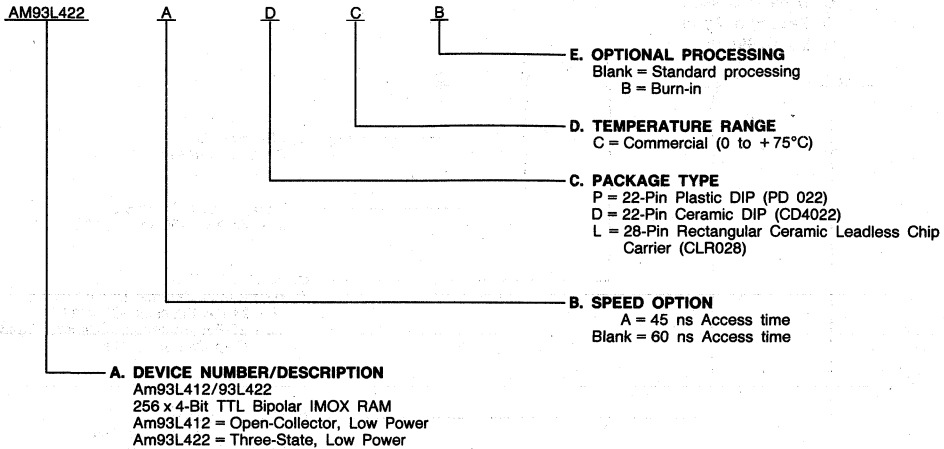 AM93L422 A D C B
E. OPTIONAL PROCESSING
Blank = Standard processing
B = Burn-in
D. TEMPERATURE RANGE
C = Commercial (0 to +75°C)
C. PACKAGE TYPE
P = 22-Pin Plastic DIP (PD 022)
D = 22-Pin Ceramic DIP (CD4022)
L = 28-Pin Rectangular Ceramic Leadless Chip
Carrier (CLR028)
B. SPEED OPTION
A = 45 ns Access time
Blank = 60 ns Access time
A. DEVICE NUMBER/DESCRIPTION
Am93L412/93L422
256 x 4-Bit TTL Bipolar IMOX RAM
Am93L412 = Open-Collector, Low Power
Am93L422 = Three-State, Low Power